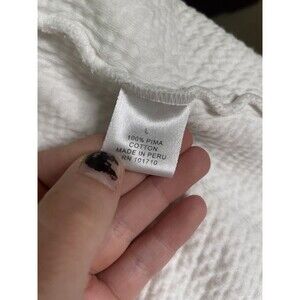 L
100% PIMA
COTTON
MADE IN PERU
RN 101710